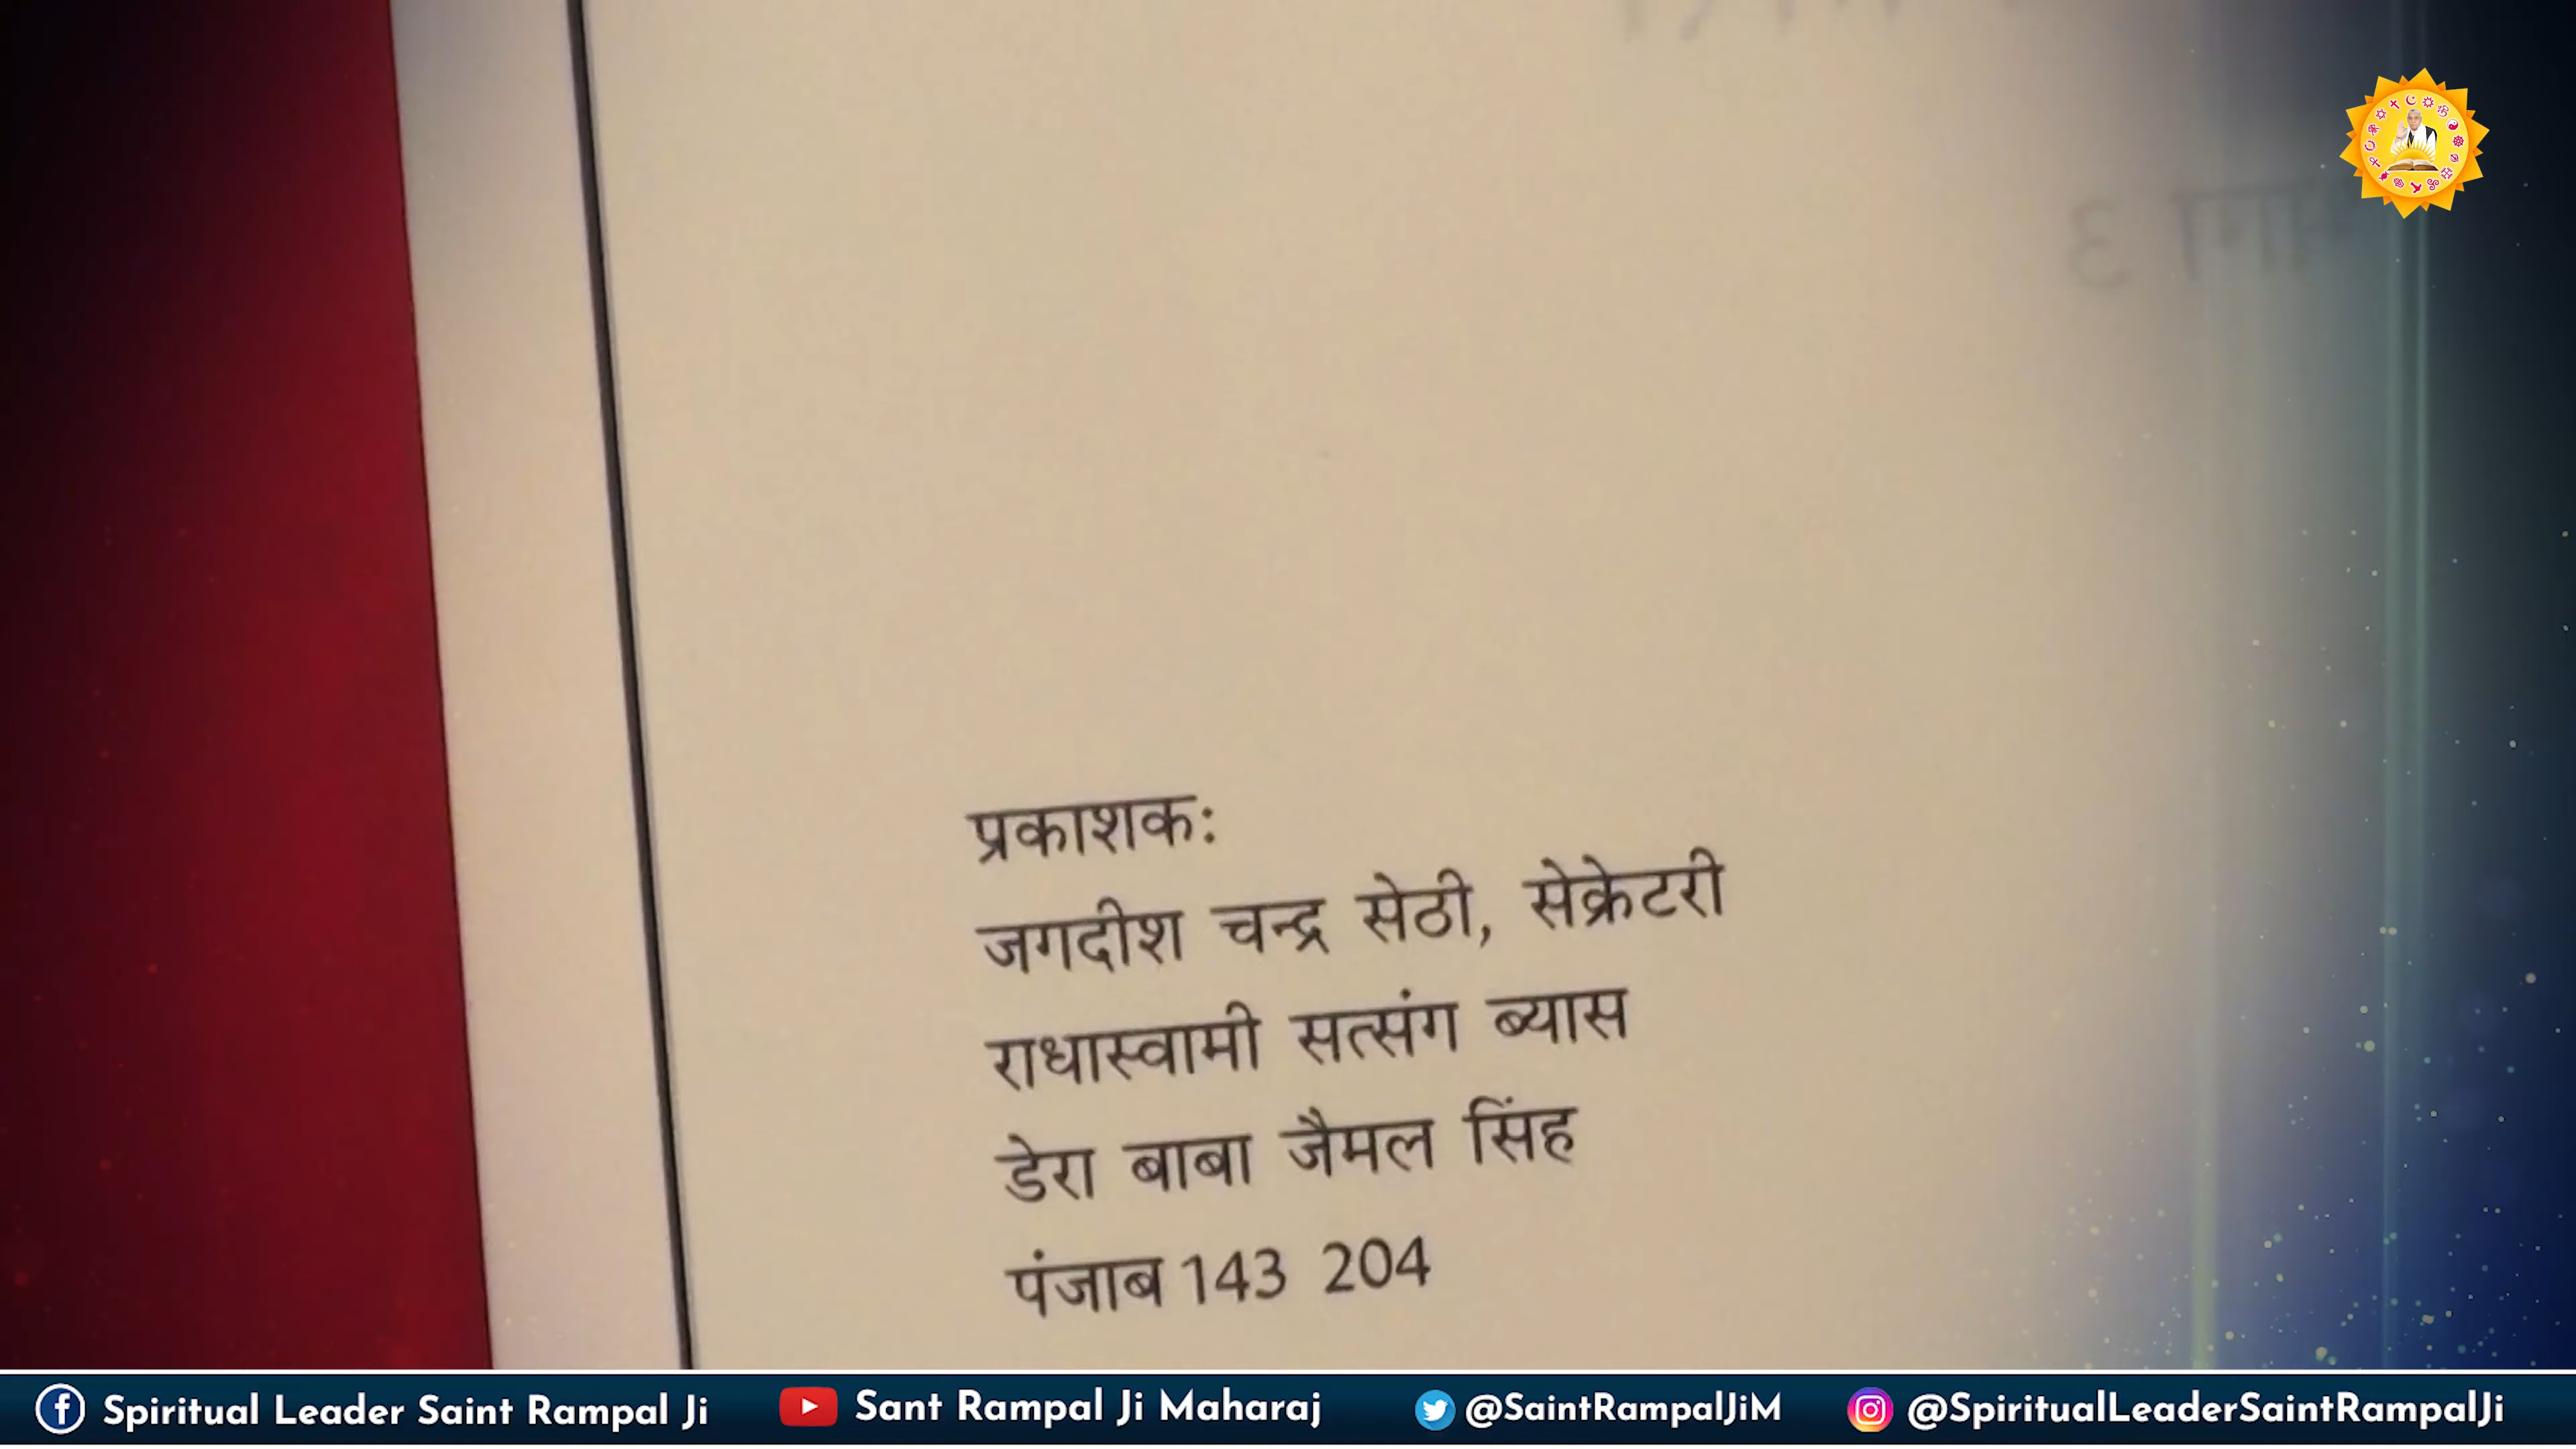 प्रकाशक:
जगदीश चन्द्र सेठी, सेक्रेटरी
राधास्वामी सत्संग ब्यास
डेरा बाबा जैमल सिंह
पंजाब 143 204
Spiritual Leader Saint Rampal Ji
Sant Rampal Ji Maharaj
@SaintRampalJiM
@SpiritualLeaderSaintRampalJi